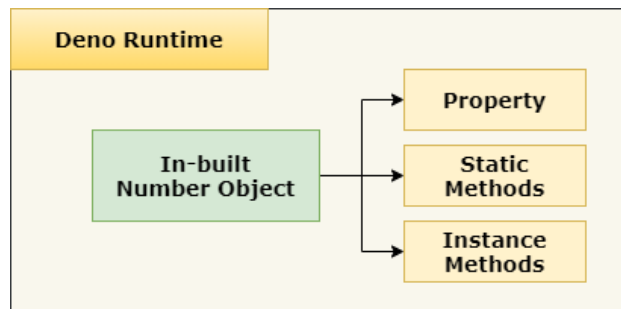 Deno Runtime
Property
In-built
Number Object
Static
Methods
Instance
Methods